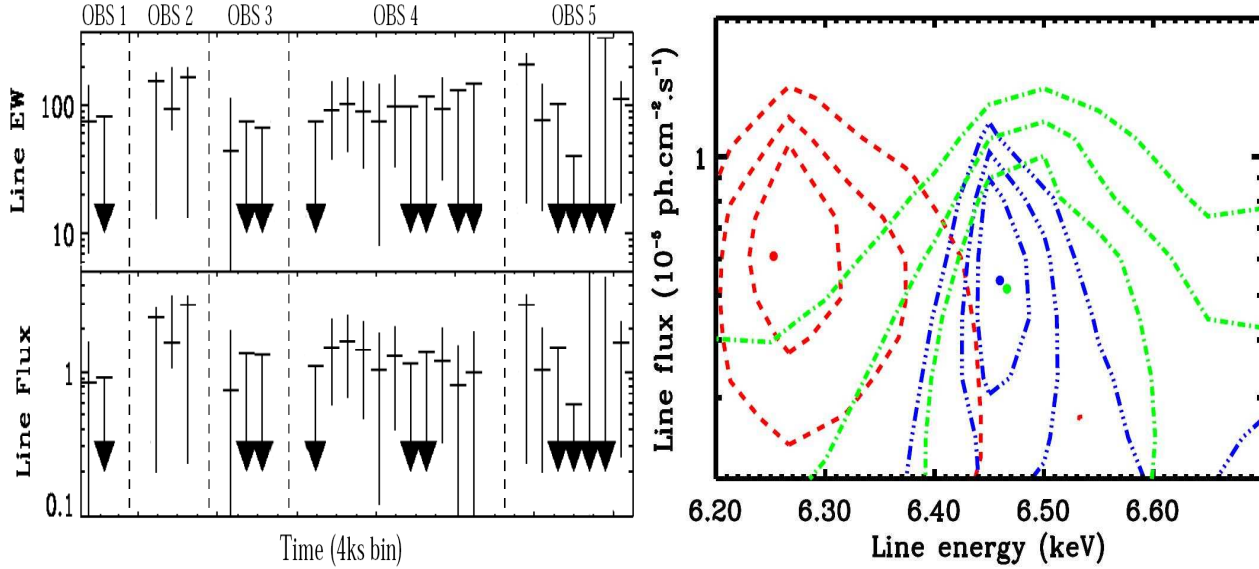 OBS 1 OBS 2 OBS 3 OBS 4 OBS 5
Line EW
100
10
Line Flux
1
0.1
Time (4ks bin)
Line flux (10⁻⁵ ph.cm⁻².s⁻¹)
1
6.20 6.30 6.40 6.50 6.60
Line energy (keV)